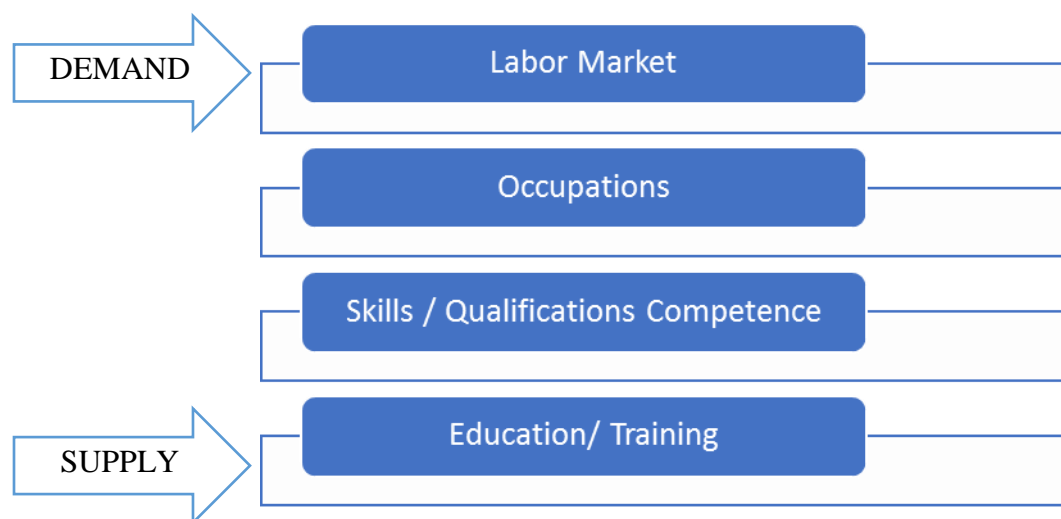 DEMAND
Labor Market
Occupations
Skills / Qualifications Competence
SUPPLY
Education/ Training